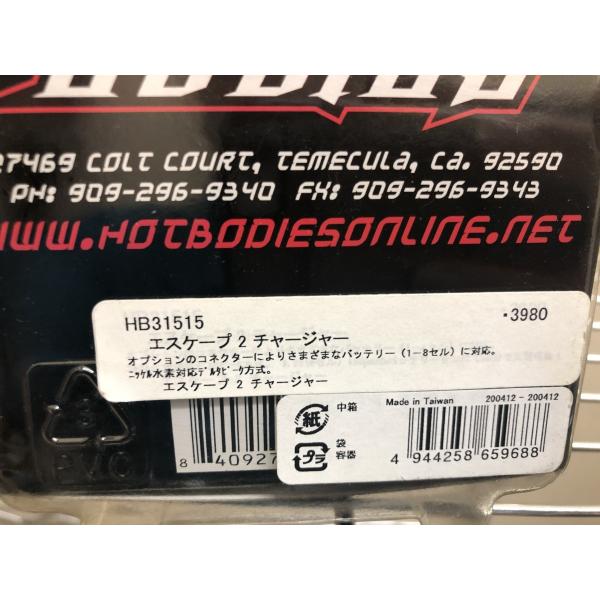 27469 COLT COURT, TEMECULA, CA. 92590
PH: 909-296-9340 FX: 909-296-9343
WWW.HOTBODIESONLINE.NET
HB31515 ・3980
エスケープ 2 チャージャー
オプションのコネクターによりさまざまなバッテリー (1-8セル) に対応。
ニッケル水素対応デルタピーク方式。
エスケープ 2 チャージャー
紙 中箱
プラ 袋 容器
Made in Taiwan 200412 - 200412
4 944258 659688
8 40927
PVC